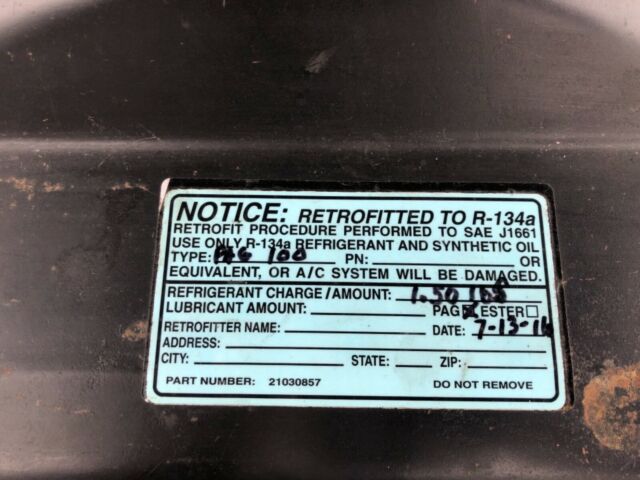 NOTICE: RETROFITTED TO R-134a
RETROFIT PROCEDURE PERFORMED TO SAE J1661
USE ONLY R-134a REFRIGERANT AND SYNTHETIC OIL
TYPE: PAG 100 PN: OR
EQUIVALENT, OR A/C SYSTEM WILL BE DAMAGED.
REFRIGERANT CHARGE/AMOUNT: 1.50 lbs
LUBRICANT AMOUNT: PAG ESTER
RETROFITTER NAME: DATE: 7-13-16
ADDRESS:
CITY: STATE: ZIP:
PART NUMBER: 21030857 DO NOT REMOVE